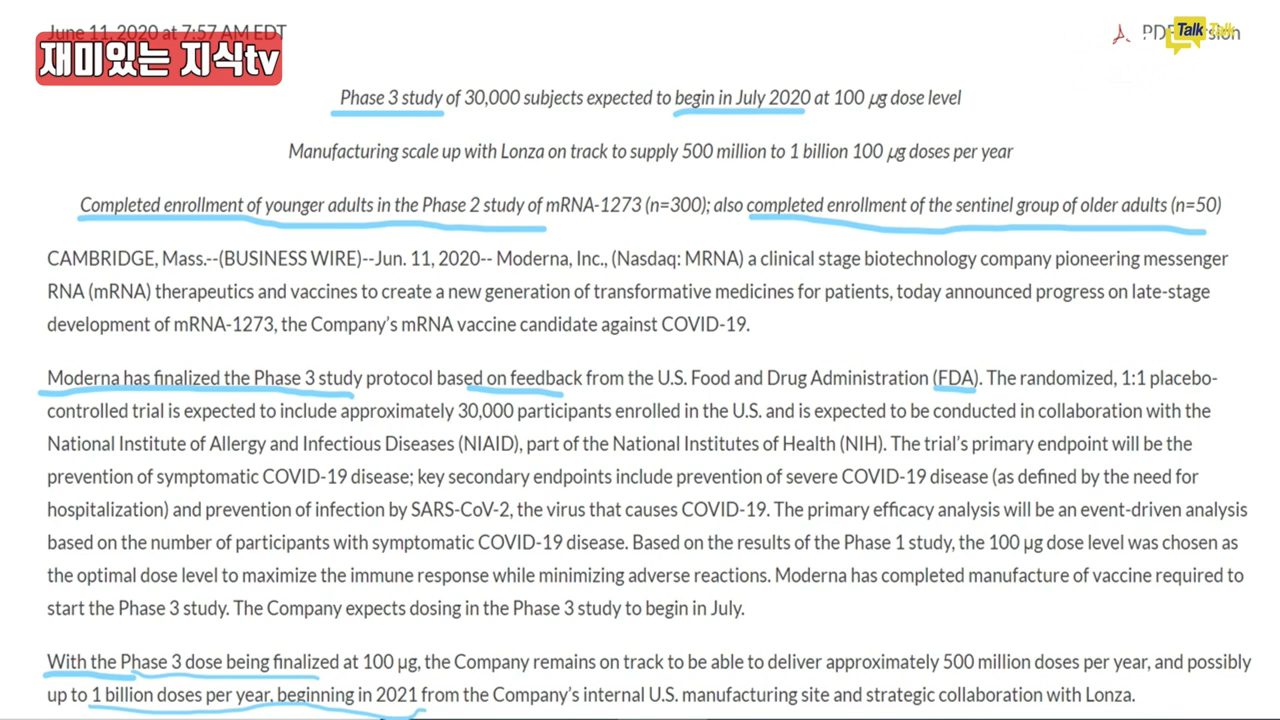 June 11, 2020 at 7:57 AM EDT
재미있는 지식tv
Talk Talk
Phase 3 study of 30,000 subjects expected to begin in July 2020 at 100 μg dose level
Manufacturing scale up with Lonza on track to supply 500 million to 1 billion 100 μg doses per year
Completed enrollment of younger adults in the Phase 2 study of mRNA-1273 (n=300); also completed enrollment of the sentinel group of older adults (n=50)
CAMBRIDGE, Mass.--(BUSINESS WIRE)--Jun. 11, 2020-- Moderna, Inc., (Nasdaq: MRNA) a clinical stage biotechnology company pioneering messenger
RNA (mRNA) therapeutics and vaccines to create a new generation of transformative medicines for patients, today announced progress on late-stage
development of mRNA-1273, the Company's mRNA vaccine candidate against COVID-19.
Moderna has finalized the Phase 3 study protocol based on feedback from the U.S. Food and Drug Administration (FDA). The randomized, 1:1 placebo-
controlled trial is expected to include approximately 30,000 participants enrolled in the U.S. and is expected to be conducted in collaboration with the
National Institute of Allergy and Infectious Diseases (NIAID), part of the National Institutes of Health (NIH). The trial's primary endpoint will be the
prevention of symptomatic COVID-19 disease; key secondary endpoints include prevention of severe COVID-19 disease (as defined by the need for
hospitalization) and prevention of infection by SARS-CoV-2, the virus that causes COVID-19. The primary efficacy analysis will be an event-driven analysis
based on the number of participants with symptomatic COVID-19 disease. Based on the results of the Phase 1 study, the 100 μg dose level was chosen as
the optimal dose level to maximize the immune response while minimizing adverse reactions. Moderna has completed manufacture of vaccine required to
start the Phase 3 study. The Company expects dosing in the Phase 3 study to begin in July.
With the Phase 3 dose being finalized at 100 μg, the Company remains on track to be able to deliver approximately 500 million doses per year, and possibly
up to 1 billion doses per year, beginning in 2021 from the Company's internal U.S. manufacturing site and strategic collaboration with Lonza.